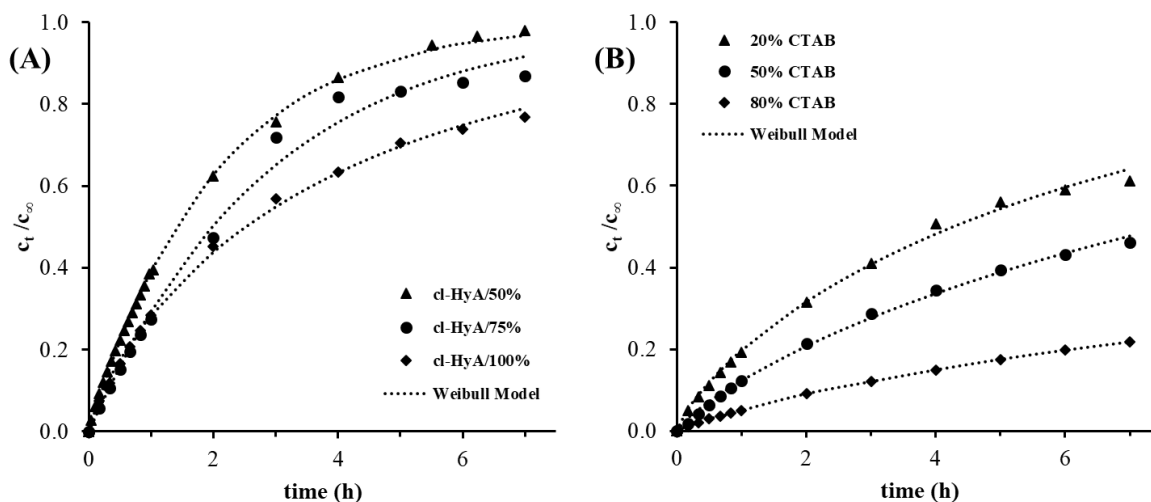 (A)
1.0
0.8
0.6
0.4
0.2
0.0
cₜ /c∞
0
2
4
6
time (h)
cl-HyA/50%
cl-HyA/75%
cl-HyA/100%
Weibull Model
(B)
1.0
0.8
0.6
0.4
0.2
0.0
cₜ /c∞
0
2
4
6
time (h)
20% CTAB
50% CTAB
80% CTAB
Weibull Model